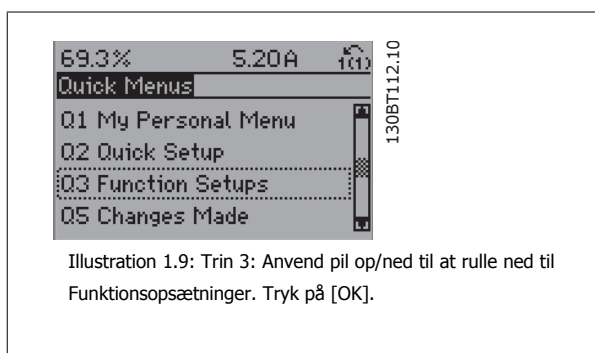 69.3% 5.20A 1(1)
Quick Menus
Q1 My Personal Menu
Q2 Quick Setup
Q3 Function Setups
Q5 Changes Made
130BT112.10
Illustration 1.9: Trin 3: Anvend pil op/ned til at rulle ned til
Funktionsopsætninger. Tryk på [OK].